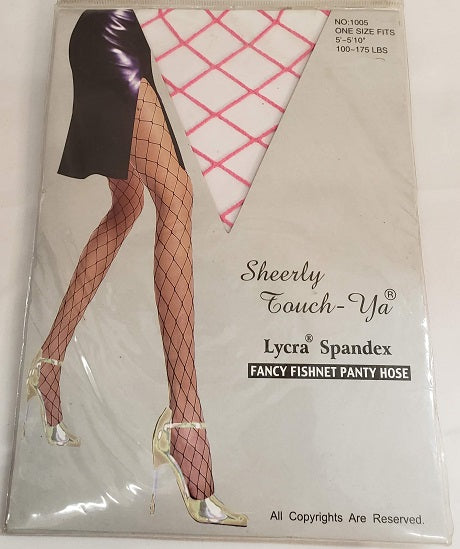 NO:1005
ONE SIZE FITS
5'~5'10"
100~175 LBS
Sheerly
Touch-Ya®
Lycra® Spandex
FANCY FISHNET PANTY HOSE
All Copyrights Are Reserved.